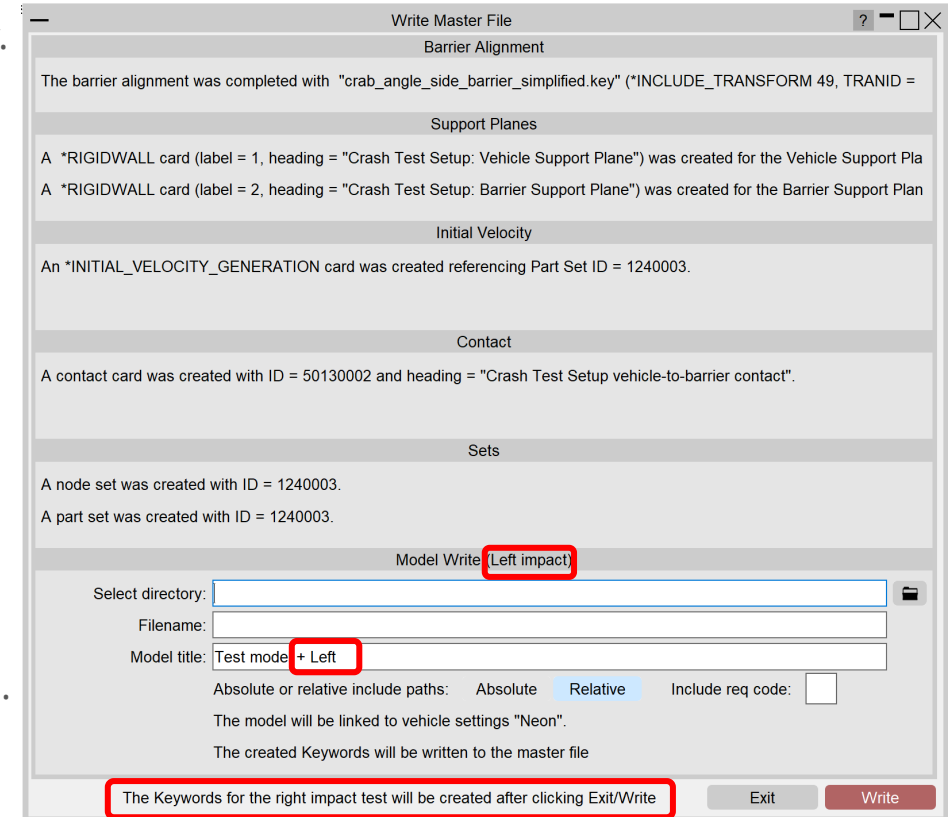 Write Master File
?
Barrier Alignment
The barrier alignment was completed with "crab_angle_side_barrier_simplified.key" (*INCLUDE_TRANSFORM 49, TRANID =
Support Planes
A *RIGIDWALL card (label = 1, heading = "Crash Test Setup: Vehicle Support Plane") was created for the Vehicle Support Pla
A *RIGIDWALL card (label = 2, heading = "Crash Test Setup: Barrier Support Plane") was created for the Barrier Support Plan
Initial Velocity
An *INITIAL_VELOCITY_GENERATION card was created referencing Part Set ID = 1240003.
Contact
A contact card was created with ID = 50130002 and heading = "Crash Test Setup vehicle-to-barrier contact".
Sets
A node set was created with ID = 1240003.
A part set was created with ID = 1240003.
Model Write (Left impact)
Select directory:
Filename:
Model title: Test model + Left
Absolute or relative include paths: Absolute Relative Include req code:
The model will be linked to vehicle settings "Neon".
The created Keywords will be written to the master file
The Keywords for the right impact test will be created after clicking Exit/Write Exit Write